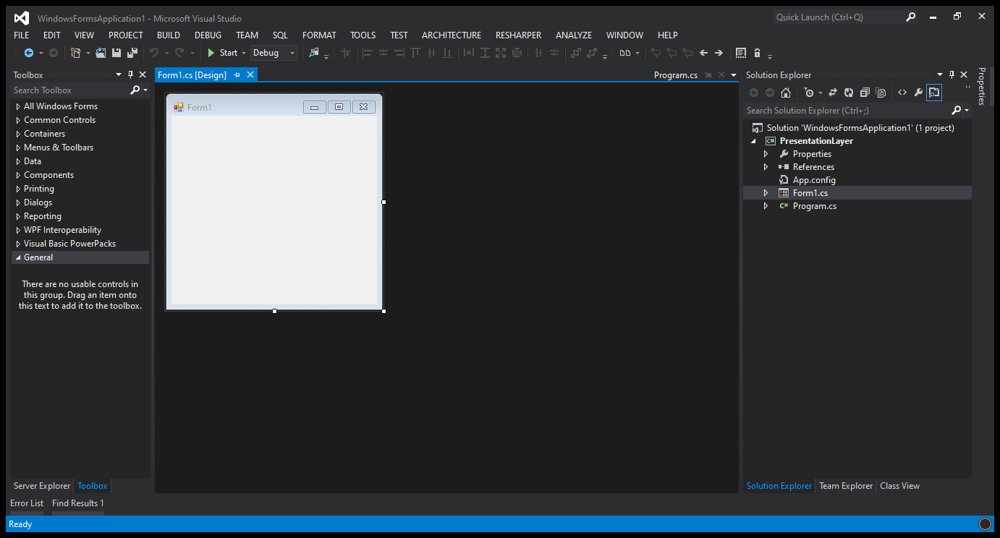 WindowsFormsApplication1 - Microsoft Visual Studio
Quick Launch (Ctrl+Q)
FILE EDIT VIEW PROJECT BUILD DEBUG TEAM SQL FORMAT TOOLS TEST ARCHITECTURE RESHARPER ANALYZE WINDOW HELP
Start Debug
Toolbox
Search Toolbox
All Windows Forms
Common Controls
Containers
Menus & Toolbars
Data
Components
Printing
Dialogs
Reporting
WPF Interoperability
Visual Basic PowerPacks
General
There are no usable controls in
this group. Drag an item onto
this text to add it to the toolbox.
Server Explorer Toolbox
Form1.cs [Design]
Program.cs
Form1
Solution Explorer
Search Solution Explorer (Ctrl+;)
Solution 'WindowsFormsApplication1' (1 project)
C# PresentationLayer
Properties
References
App.config
Form1.cs
C# Program.cs
Solution Explorer Team Explorer Class View
Properties
Error List Find Results 1
Ready